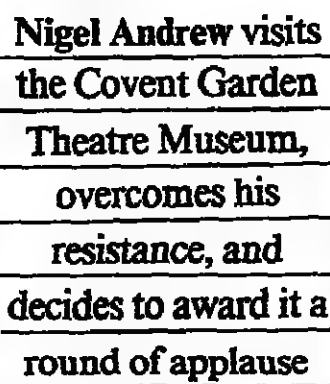 Nigel Andrew visits
the Covent Garden
Theatre Museum,
overcomes his
resistance, and
decides to award it a
round of applause